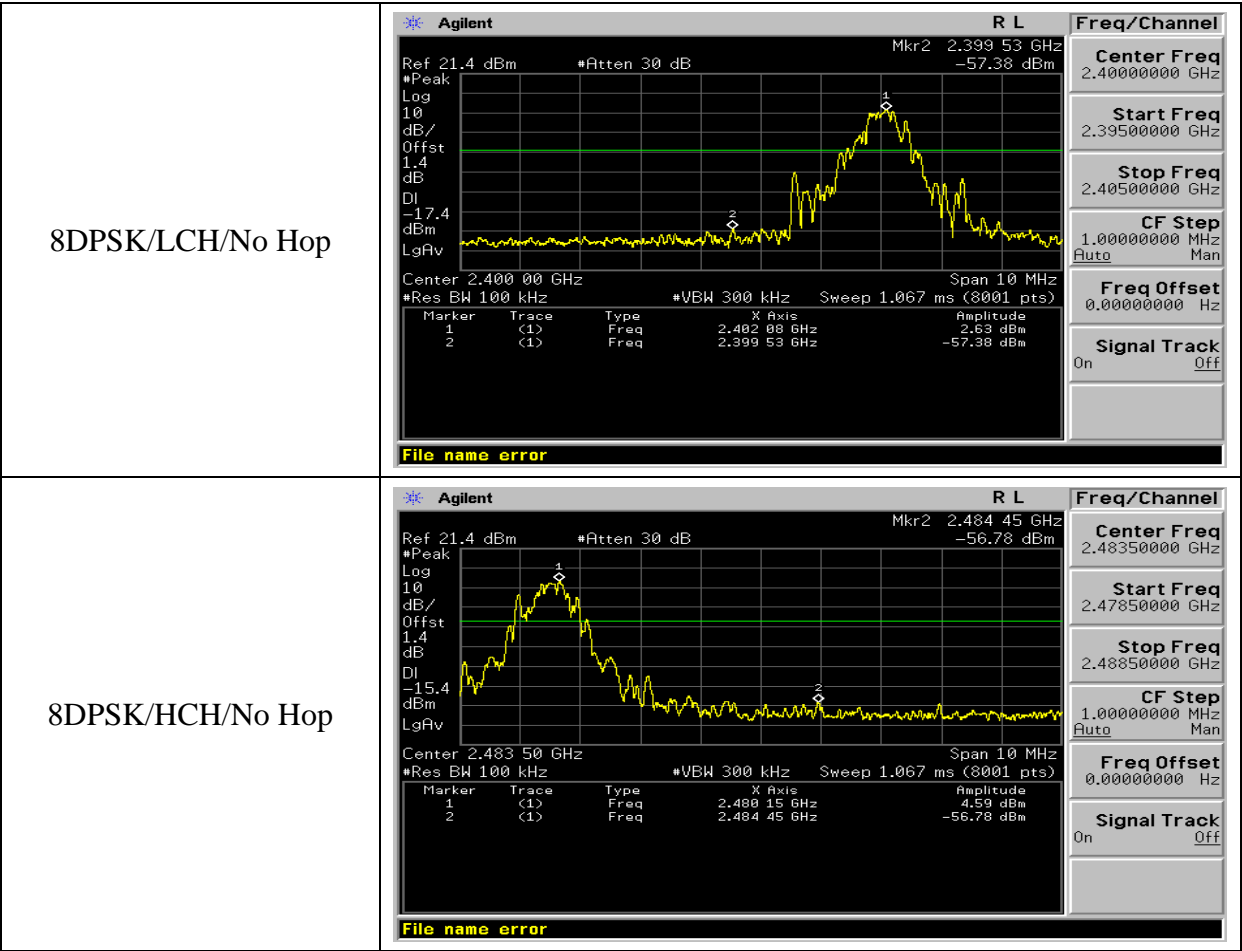 8DPSK/LCH/No Hop
Agilent R L Freq/Channel
Mkr2 2.399 53 GHz
Ref 21.4 dBm #Atten 30 dB -57.38 dBm
#Peak
Log
10
dB/
Offst
1.4
dB
DI
-17.4
dBm
LgAv
1
2
Center 2.400 00 GHz Span 10 MHz
#Res BW 100 kHz #VBW 300 kHz Sweep 1.067 ms (8001 pts)
Marker Trace Type X Axis Amplitude
1 (1) Freq 2.402 08 GHz 2.63 dBm
2 (1) Freq 2.399 53 GHz -57.38 dBm
File name error
Center Freq
2.40000000 GHz
Start Freq
2.39500000 GHz
Stop Freq
2.40500000 GHz
CF Step
1.00000000 MHz
Auto Man
Freq Offset
0.00000000 Hz
Signal Track
On Off
8DPSK/HCH/No Hop
Agilent R L Freq/Channel
Mkr2 2.484 45 GHz
Ref 21.4 dBm #Atten 30 dB -56.78 dBm
#Peak
Log
10
dB/
Offst
1.4
dB
DI
-15.4
dBm
LgAv
1
2
Center 2.483 50 GHz Span 10 MHz
#Res BW 100 kHz #VBW 300 kHz Sweep 1.067 ms (8001 pts)
Marker Trace Type X Axis Amplitude
1 (1) Freq 2.480 15 GHz 4.59 dBm
2 (1) Freq 2.484 45 GHz -56.78 dBm
File name error
Center Freq
2.48350000 GHz
Start Freq
2.47850000 GHz
Stop Freq
2.48850000 GHz
CF Step
1.00000000 MHz
Auto Man
Freq Offset
0.00000000 Hz
Signal Track
On Off